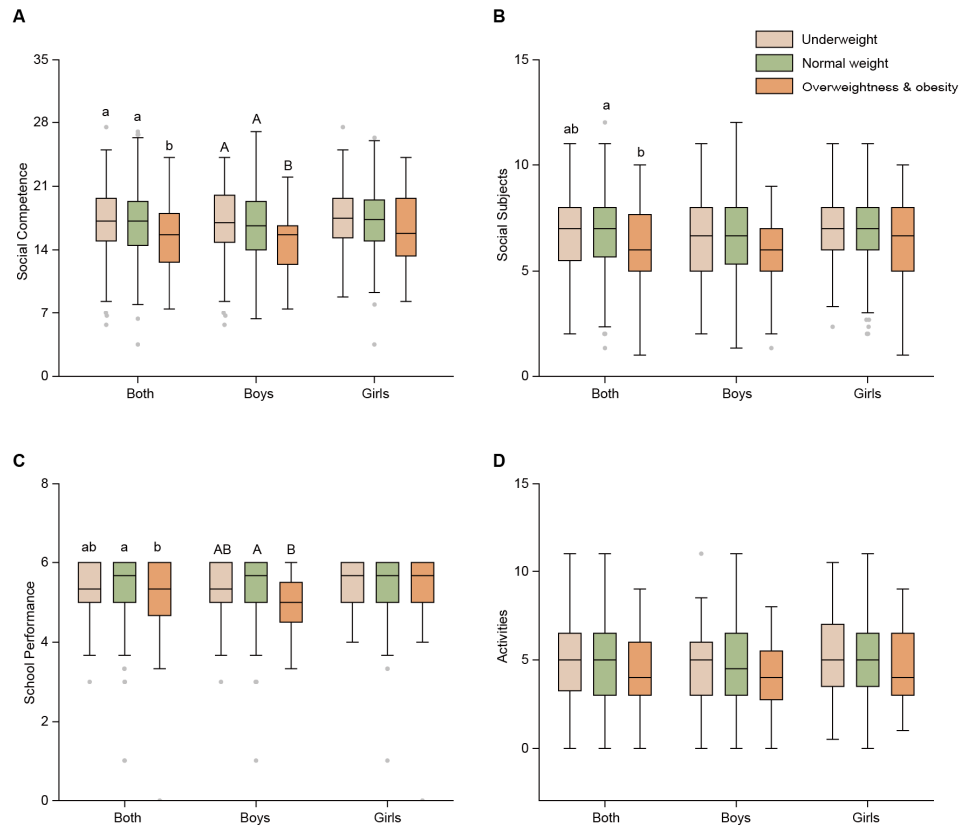 A
Social Competence
35
28
21
14
7
0
a
a
b
A
A
B
Both
Boys
Girls
B
Underweight
Normal weight
Overweightness & obesity
Social Subjects
15
10
5
0
ab
a
b
Both
Boys
Girls
C
School Performance
8
6
4
2
0
ab
a
b
AB
A
B
Both
Boys
Girls
D
Activities
15
10
5
0
Both
Boys
Girls